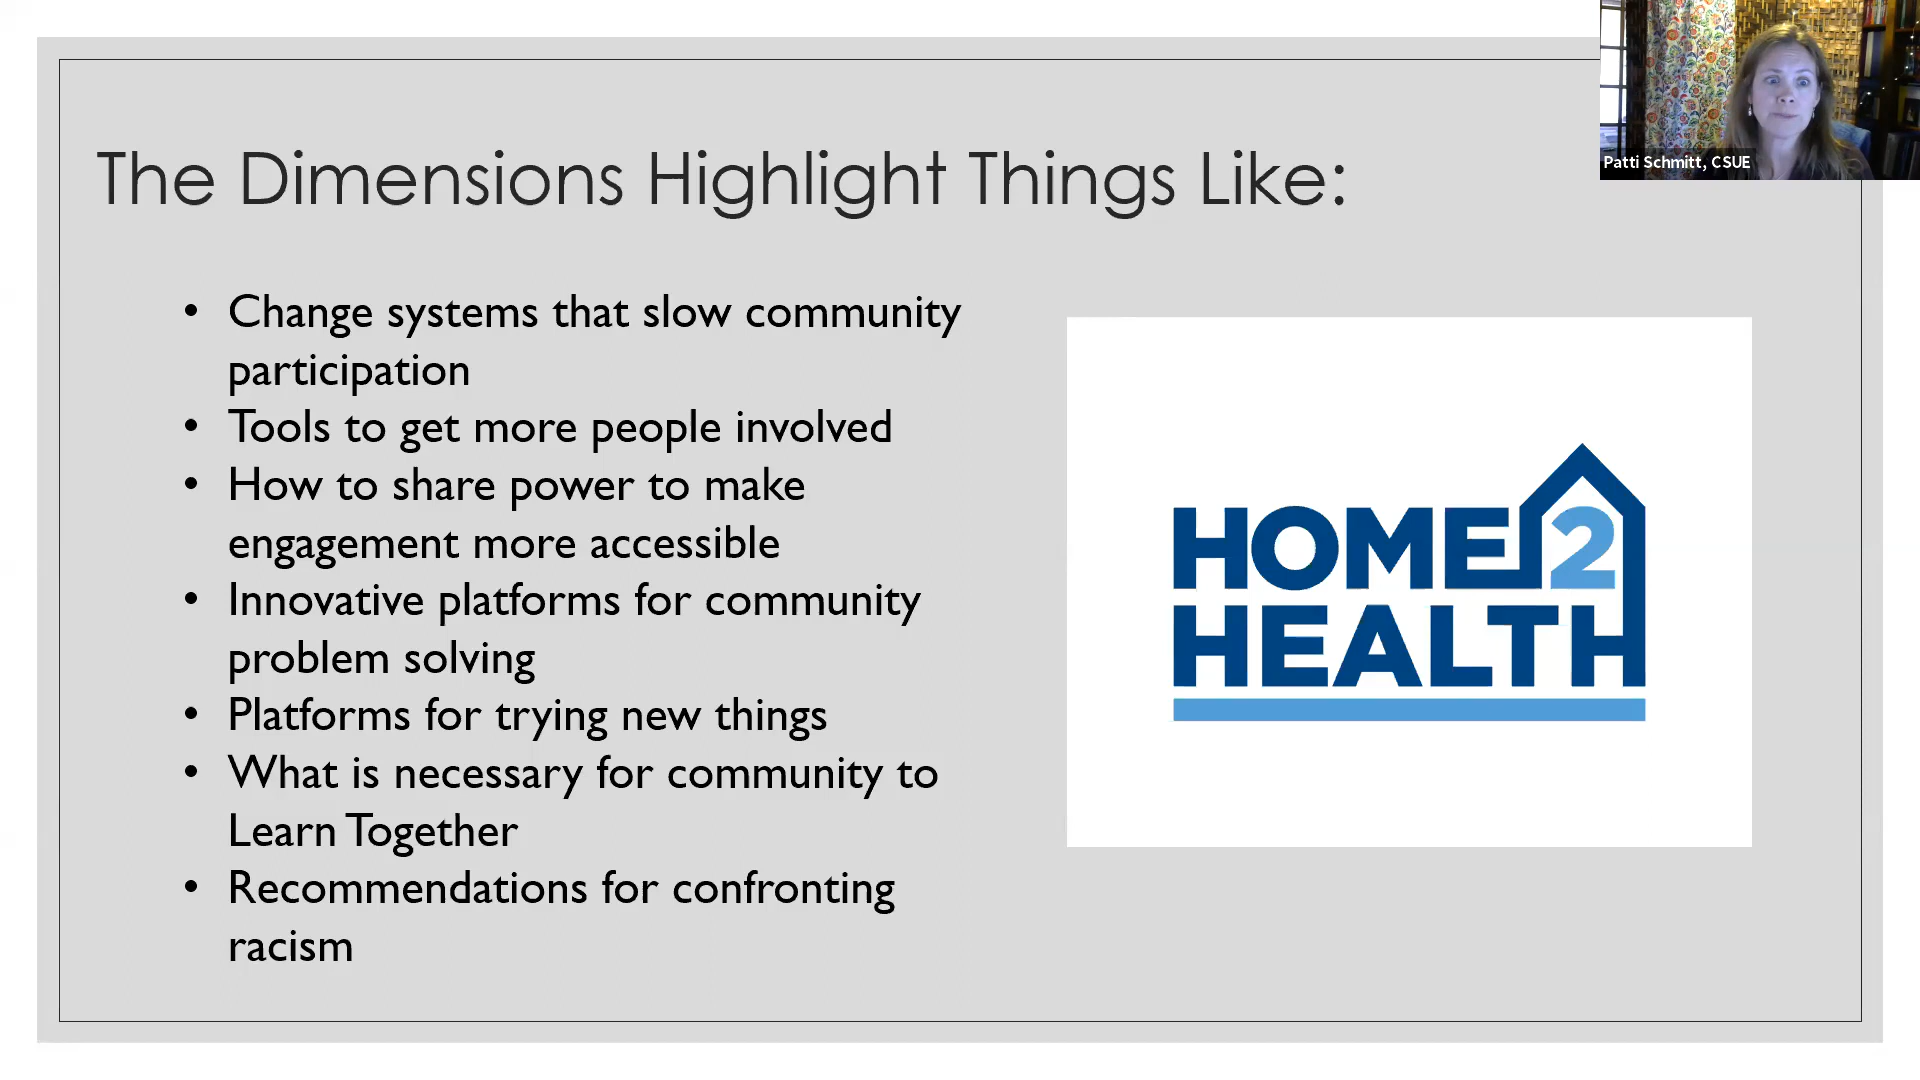 Patti Schmitt, CSUE
The Dimensions Highlight Things Like:
• Change systems that slow community
participation
• Tools to get more people involved
• How to share power to make
engagement more accessible
• Innovative platforms for community
problem solving
• Platforms for trying new things
• What is necessary for community to
Learn Together
• Recommendations for confronting
racism
HOME 2
HEALTH